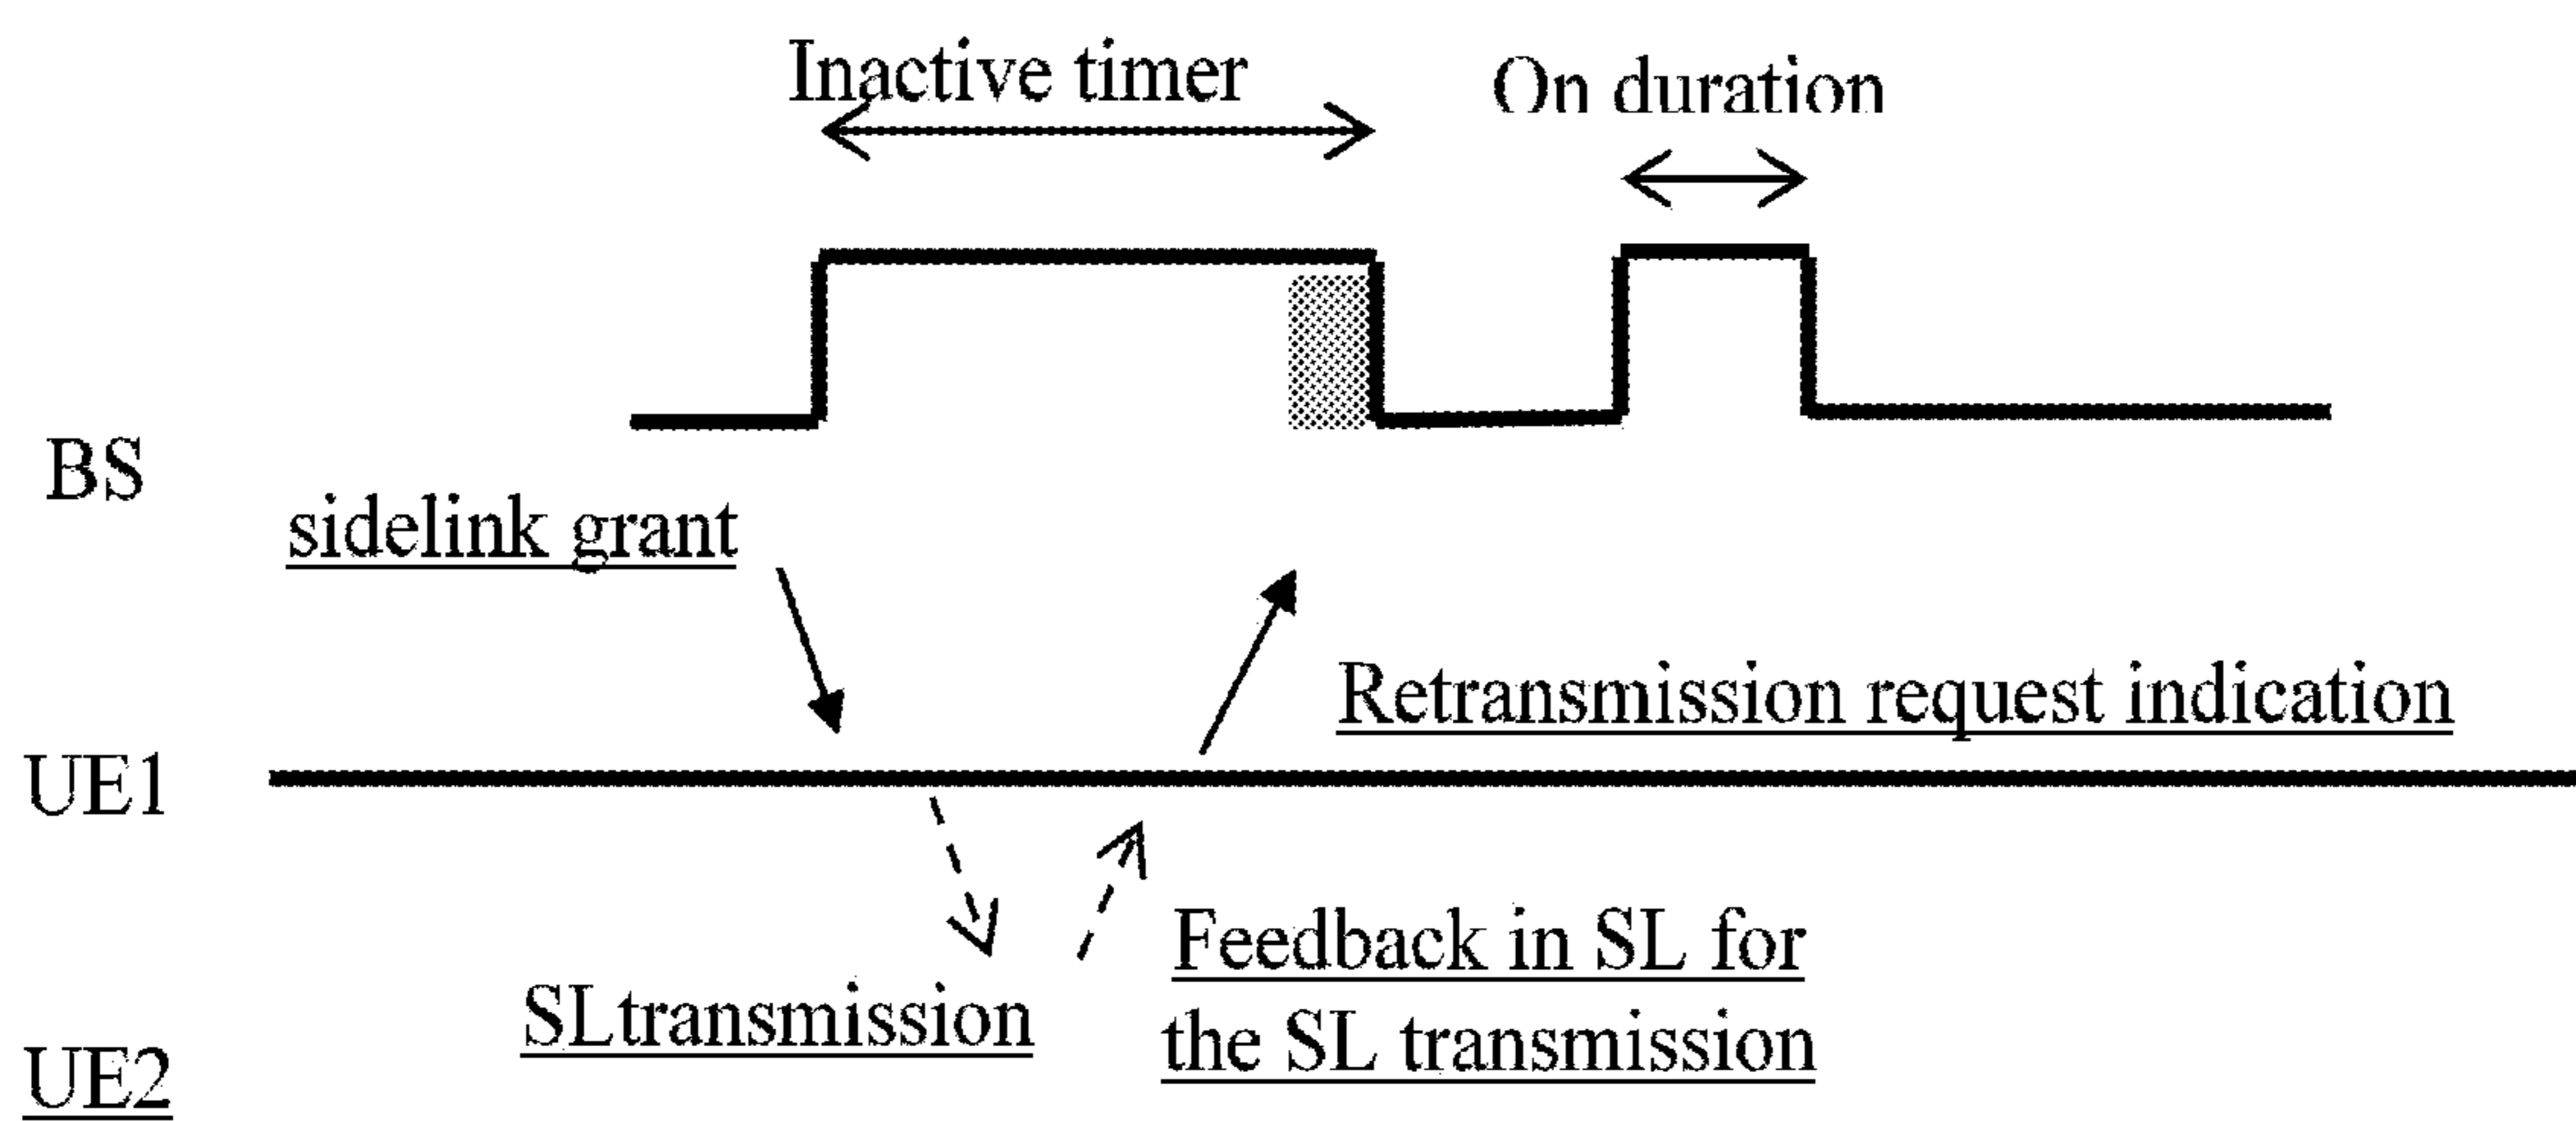 Inactive timer
On duration
BS
sidelink grant
Retransmission request indication
UE1
Feedback in SL for
the SL transmission
SLtransmission
UE2